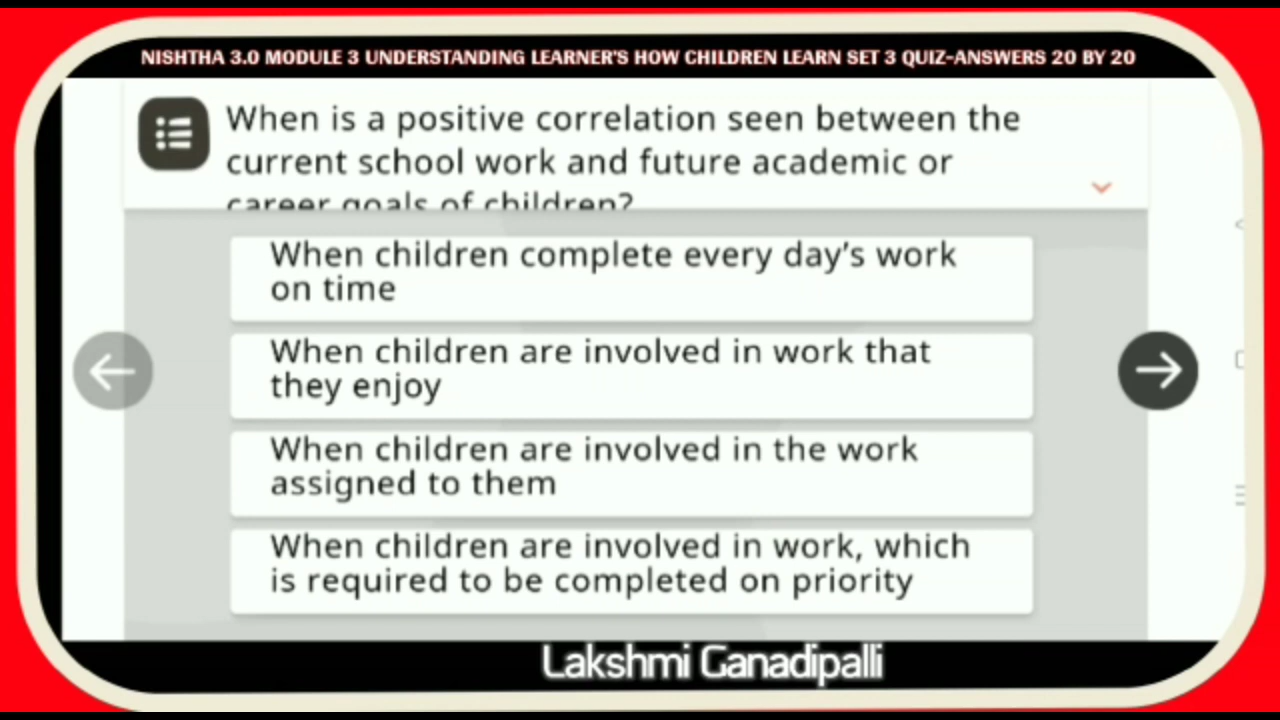 NISHTHA 3.0 MODULE 3 UNDERSTANDING LEARNER'S HOW CHILDREN LEARN SET 3 QUIZ-ANSWERS 20 BY 20
When is a positive correlation seen between the
current school work and future academic or
career goals of children?
When children complete every day's work
on time
When children are involved in work that
they enjoy
When children are involved in the work
assigned to them
When children are involved in work, which
is required to be completed on priority
Lakshmi Ganadipalli